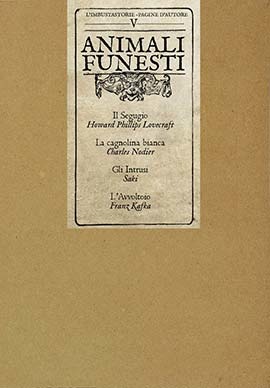 L'IMBUSTASTORIE - PAGINE D'AUTORE
V
ANIMALI
FUNESTI
Il Segugio
Howard Phillips Lovecraft
La cagnolina bianca
Charles Nodier
Gli Intrusi
Saki
L'Avvoltoio
Franz Kafka